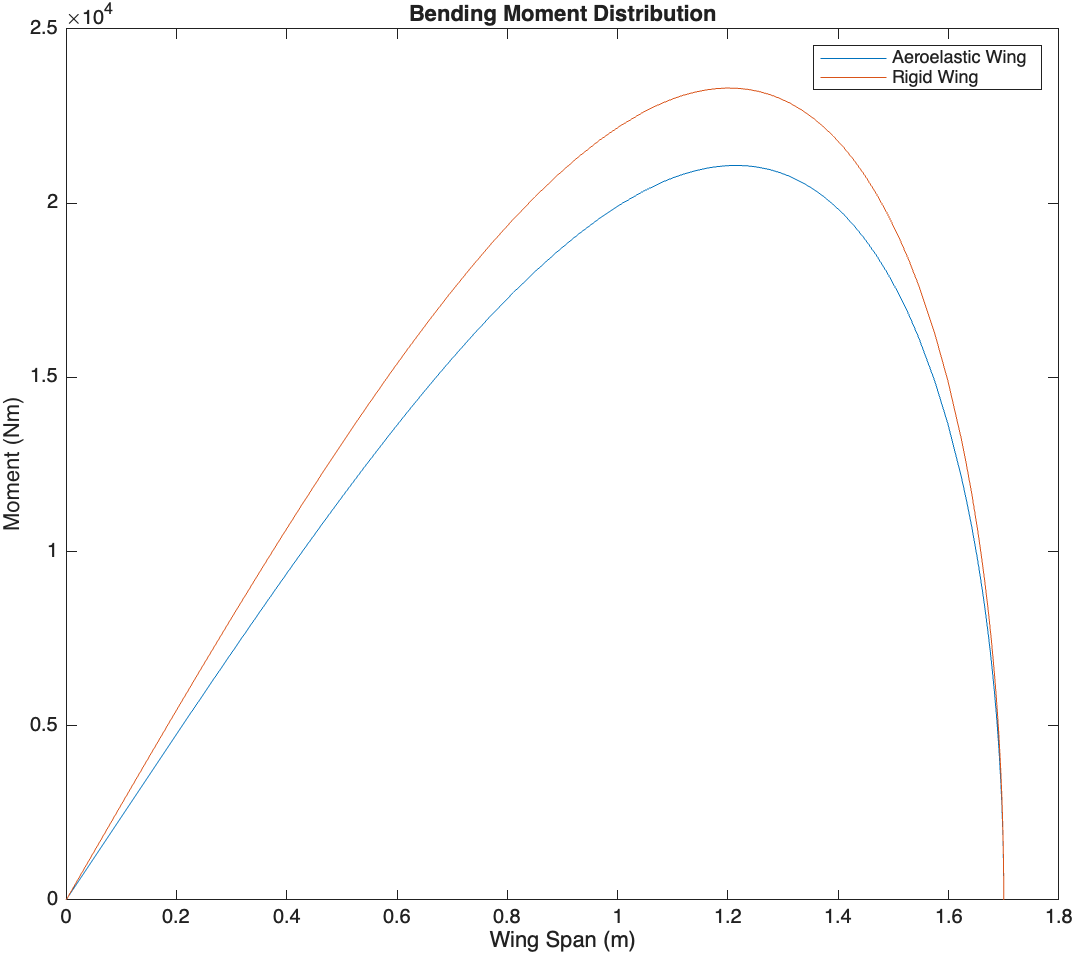 Bending Moment Distribution
×10⁴
Aeroelastic Wing
Rigid Wing
2.5
2
1.5
1
0.5
0
Moment (Nm)
0 0.2 0.4 0.6 0.8 1 1.2 1.4 1.6 1.8
Wing Span (m)